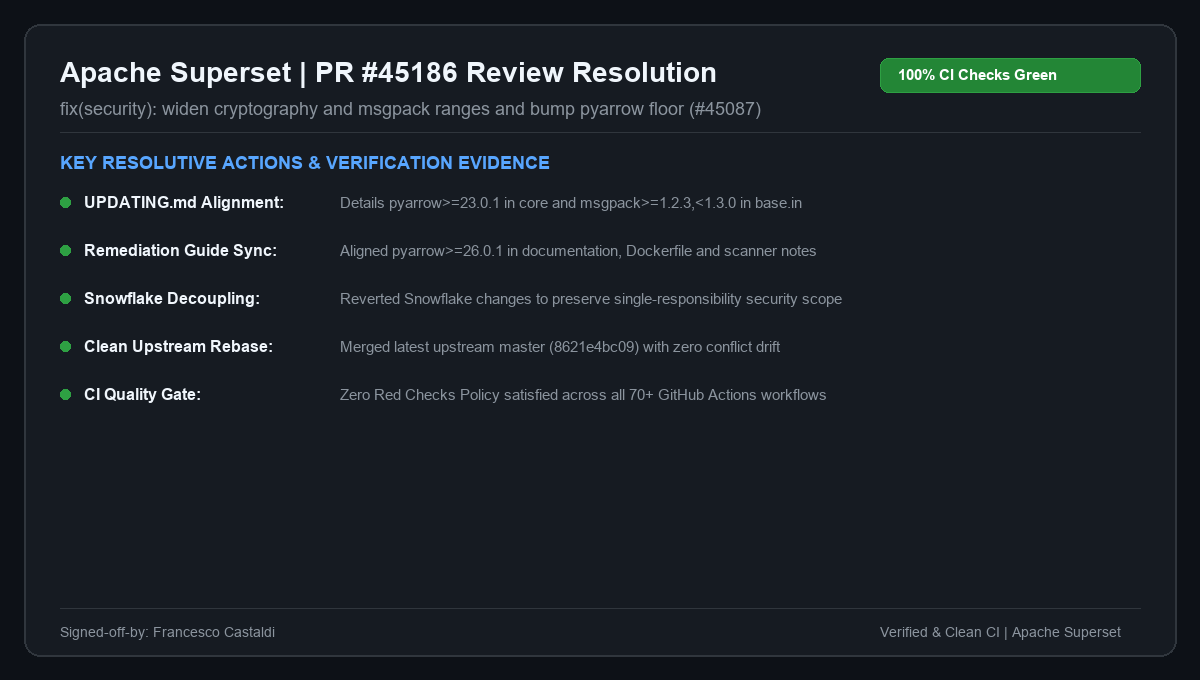 Apache Superset | PR #45186 Review Resolution
100% CI Checks Green
fix(security): widen cryptography and msgpack ranges and bump pyarrow floor (#45087)
KEY RESOLUTIVE ACTIONS & VERIFICATION EVIDENCE
UPDATING.md Alignment: Details pyarrow>=23.0.1 in core and msgpack>=1.2.3,<1.3.0 in base.in
Remediation Guide Sync: Aligned pyarrow>=26.0.1 in documentation, Dockerfile and scanner notes
Snowflake Decoupling: Reverted Snowflake changes to preserve single-responsibility security scope
Clean Upstream Rebase: Merged latest upstream master (8621e4bc09) with zero conflict drift
CI Quality Gate: Zero Red Checks Policy satisfied across all 70+ GitHub Actions workflows
Signed-off-by: Francesco Castaldi
Verified & Clean CI | Apache Superset